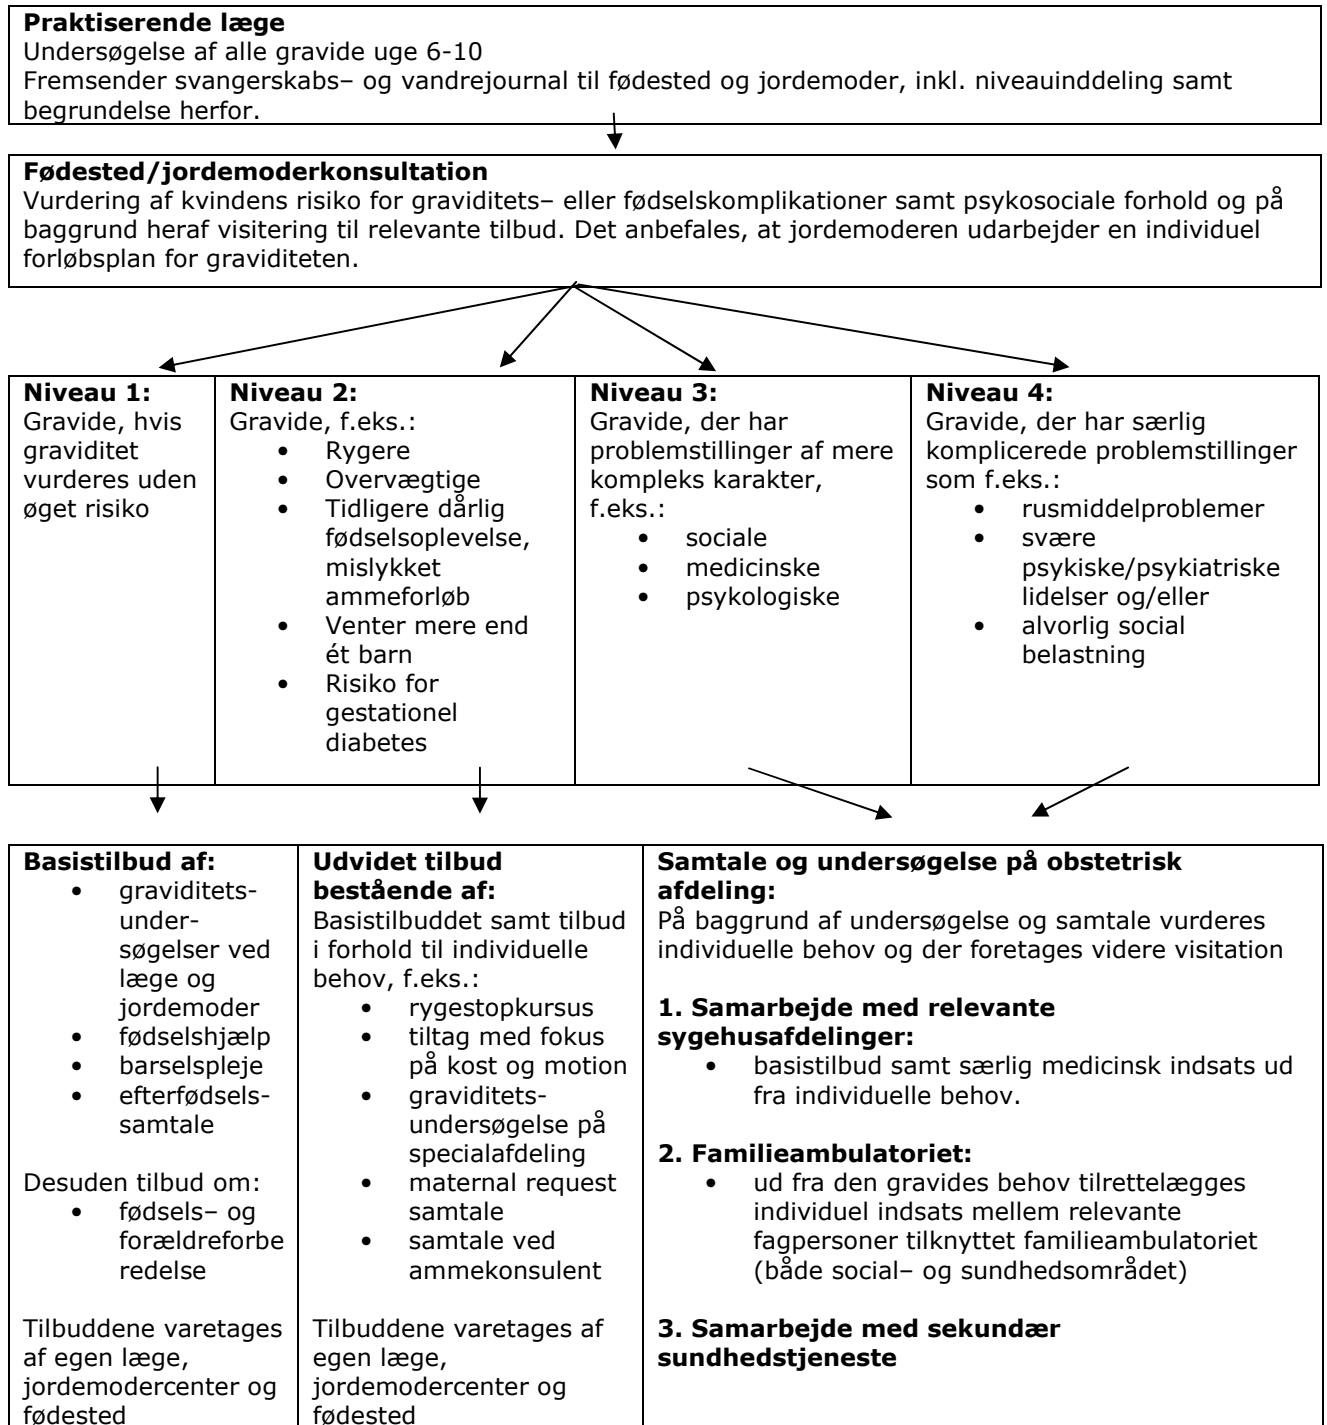 Praktiserende læge
Undersøgelse af alle gravide uge 6-10
Fremsender svangerskabs– og vandrejournal til fødested og jordemoder, inkl. niveauinddeling samt
begrundelse herfor.
Fødested/jordemoderkonsultation
Vurdering af kvindens risiko for graviditets– eller fødselskomplikationer samt psykosociale forhold og på
baggrund heraf visitering til relevante tilbud. Det anbefales, at jordemoderen udarbejder en individuel
forløbsplan for graviditeten.
Niveau 1:
Gravide, hvis
graviditet
vurderes uden
øget risiko
Niveau 2:
Gravide, f.eks.:
• Rygere
• Overvægtige
• Tidligere dårlig
fødselsoplevelse,
mislykket
ammeforløb
• Venter mere end
ét barn
• Risiko for
gestationel
diabetes
Niveau 3:
Gravide, der har
problemstillinger af mere
kompleks karakter,
f.eks.:
• sociale
• medicinske
• psykologiske
Niveau 4:
Gravide, der har særlig
komplicerede problemstillinger
som f.eks.:
• rusmiddelproblemer
• svære
psykiske/psykiatriske
lidelser og/eller
• alvorlig social
belastning
Basistilbud af:
• graviditets-
under-
søgelser ved
læge og
jordemoder
• fødselshjælp
• barselspleje
• efterfødsels-
samtale
Desuden tilbud om:
• fødsels– og
forældreforbe
redelse
Tilbuddene varetages
af egen læge,
jordemodercenter og
fødested
Udvidet tilbud
bestående af:
Basistilbuddet samt tilbud
i forhold til individuelle
behov, f.eks.:
• rygestopkursus
• tiltag med fokus
på kost og motion
• graviditets-
undersøgelse på
specialafdeling
• maternal request
samtale
• samtale ved
ammekonsulent
Tilbuddene varetages af
egen læge,
jordemodercenter og
fødested
Samtale og undersøgelse på obstetrisk
afdeling:
På baggrund af undersøgelse og samtale vurderes
individuelle behov og der foretages videre visitation
1. Samarbejde med relevante
sygehusafdelinger:
• basistilbud samt særlig medicinsk indsats ud
fra individuelle behov.
2. Familieambulatoriet:
• ud fra den gravides behov tilrettelægges
individuel indsats mellem relevante
fagpersoner tilknyttet familieambulatoriet
(både social– og sundhedsområdet)
3. Samarbejde med sekundær
sundhedstjeneste